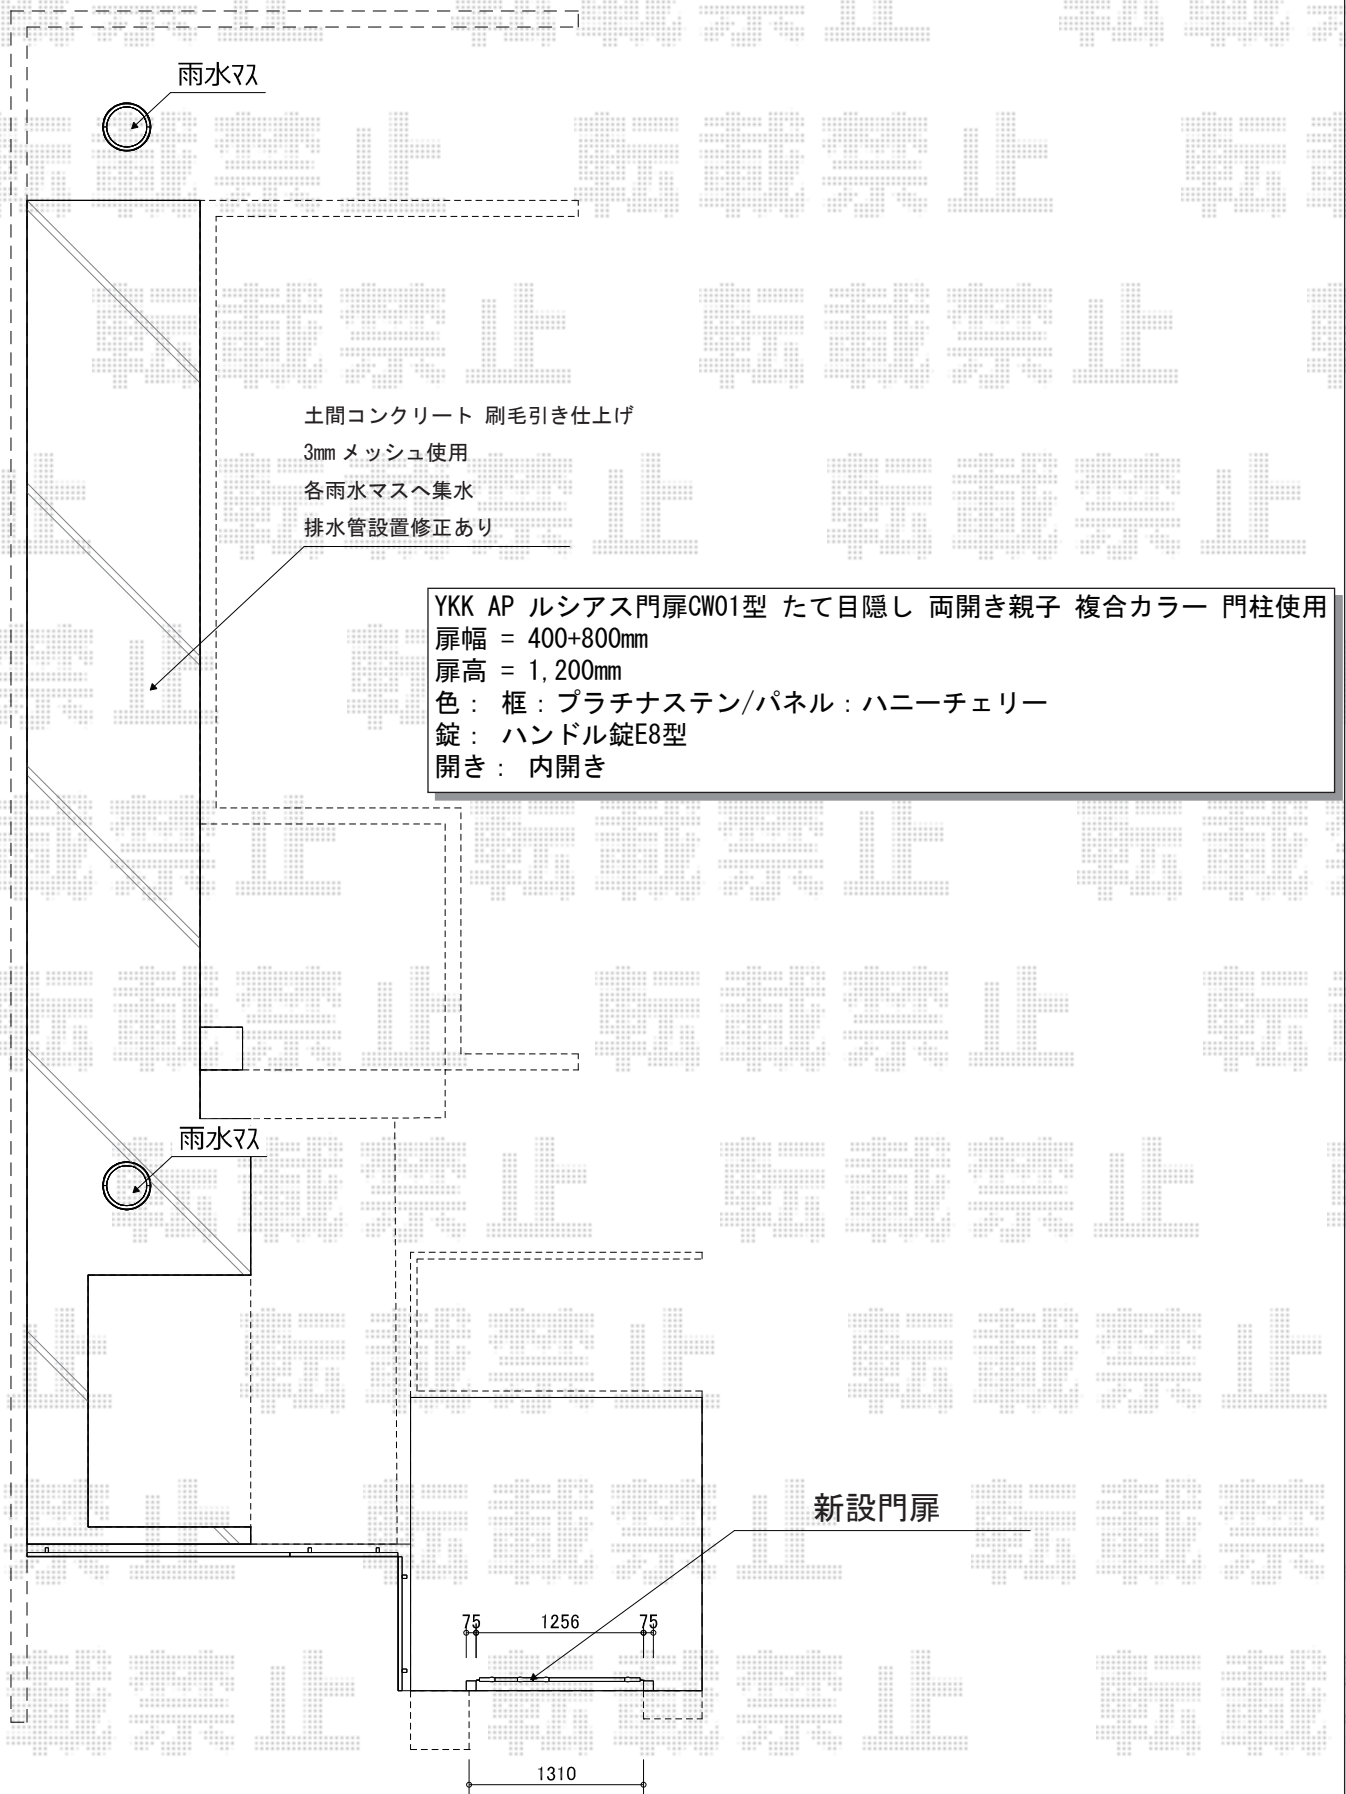 雨水マス
土間コンクリート 刷毛引き仕上げ
3mm メッシュ使用
各雨水マスへ集水
排水管設置修正あり
YKK AP ルシアス門扉CW01型 たて目隠し 両開き親子 複合カラー 門柱使用
扉幅 = 400+800mm
扉高 = 1,200mm
色： 框：プラチナステン/パネル：ハニーチェリー
錠： ハンドル錠E8型
開き： 内開き
雨水マス
新設門扉
75 1256 75
1310
転載禁止